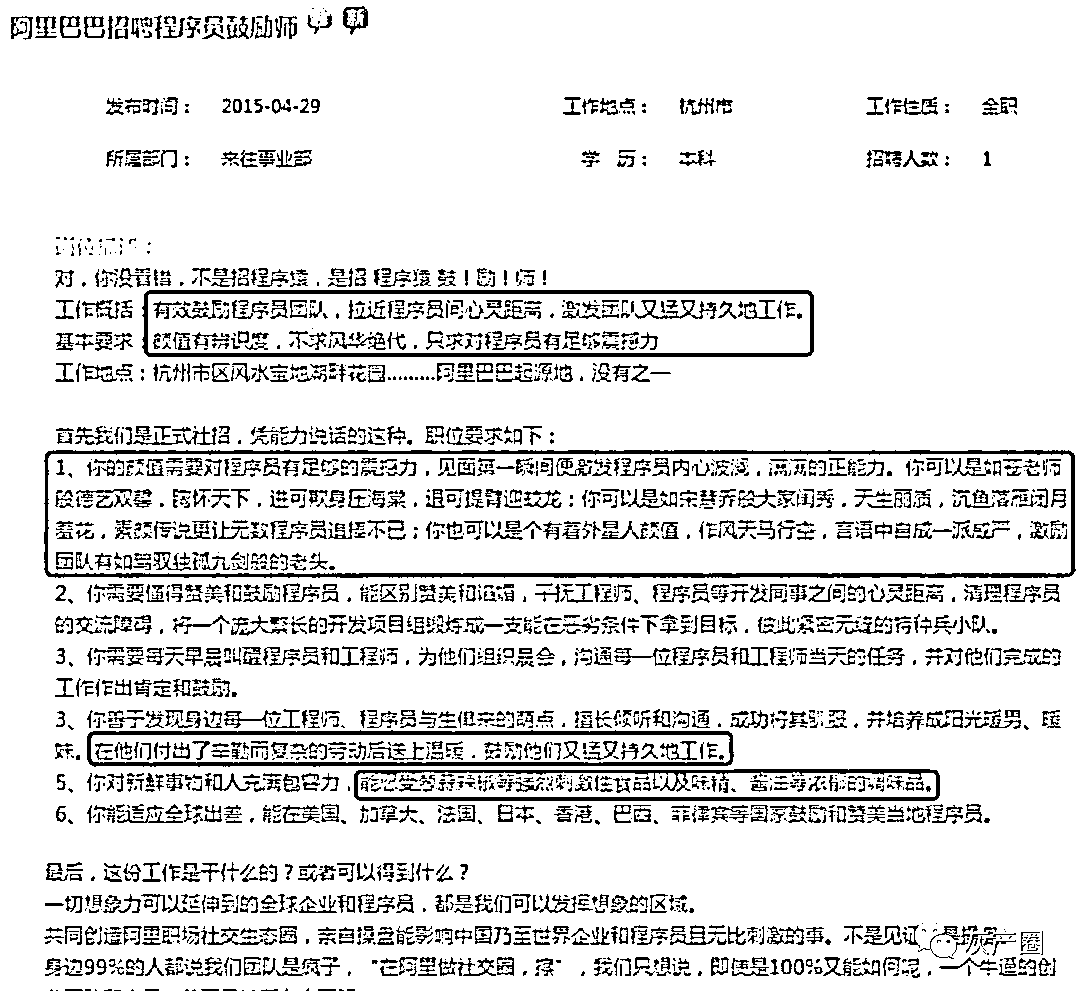 阿里巴巴招聘程序员鼓励师 新
发布时间： 2015-04-29 工作地点： 杭州市 工作性质： 全职
所属部门： 来往事业部 学 历： 本科 招聘人数： 1
岗位描述：
对，你没看错，不是招程序猿，是招 程序猿 鼓！励！师！
工作概括：有效鼓励程序员团队，拉近程序员间心灵距离，激发团队又猛又持久地工作。
基本要求：颜值有辨识度，不求风华绝代，只求对程序员有足够震撼力
工作地点：杭州市区风水宝地湖畔花园.........阿里巴巴起源地，没有之一
首先我们是正式社招，凭能力说话的这种。职位要求如下：
1、你的颜值需要对程序员有足够的震撼力，见面第一瞬间便激发程序员内心波澜，满满的正能力。你可以是如苍老师
般德艺双馨，胸怀天下，进可欺身压海棠，退可提臀迎蛟龙；你可以是如宋慧乔般大家闺秀，天生丽质，沉鱼落雁闭月
羞花，素颜传说更让无数程序员追捧不已；你也可以是个有着外星人颜值，作风天马行空，言语中自成一派威严，激励
团队有如驾驭独孤九剑般的老头。
2、你需要懂得赞美和鼓励程序员，能区别赞美和谄媚，干扰工程师、程序员等开发同事之间的心灵距离，清理程序员
的交流障碍，将一个庞大繁长的开发项目组锻炼成一支能在恶劣条件下拿到目标，彼此紧密无缝的特种兵小队。
3、你需要每天早晨叫醒程序员和工程师，为他们组织晨会，沟通每一位程序员和工程师当天的任务，并对他们完成的
工作作出肯定和鼓励。
3、你善于发现身边每一位工程师、程序员与生俱来的萌点，擅长倾听和沟通，成功将其驯服，并培养成阳光暖男、暖
妹。在他们付出了辛勤而复杂的劳动后送上温暖，鼓励他们又猛又持久地工作。
5、你对新鲜事物和人充满包容力，能忍受葱蒜辣椒等强烈刺激性食品以及味精、酱油等浓郁的调味品。
6、你能适应全球出差，能在美国、加拿大、法国、日本、香港、巴西、菲律宾等国家鼓励和赞美当地程序员。
最后，这份工作是干什么的？或者可以得到什么？
一切想象力可以延伸到的全球企业和程序员，都是我们可以发挥想象的区域。
共同创造阿里职场社交生态圈，亲自操盘能影响中国乃至世界企业和程序员且无比刺激的事。不是见证
身边99%的人都说我们团队是疯子，“在阿里做社交圈，擦”，我们只想说，即使是100%又能如何呢，一个牛逼的创
灰产圈